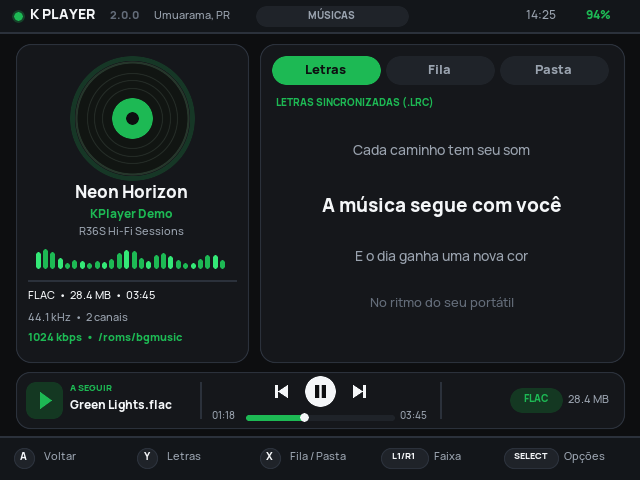 K PLAYER 2.0.0 Umuarama, PR MÚSICAS 14:25 94%
Neon Horizon
KPlayer Demo
R36S Hi-Fi Sessions
FLAC • 28.4 MB • 03:45
44.1 kHz • 2 canais
1024 kbps • /roms/bgmusic
Letras Fila Pasta
LETRAS SINCRONIZADAS (.LRC)
Cada caminho tem seu som
A música segue com você
E o dia ganha uma nova cor
No ritmo do seu portátil
A SEGUIR
Green Lights.flac
01:18 03:45
FLAC 28.4 MB
A Voltar Y Letras X Fila / Pasta L1/R1 Faixa SELECT Opções